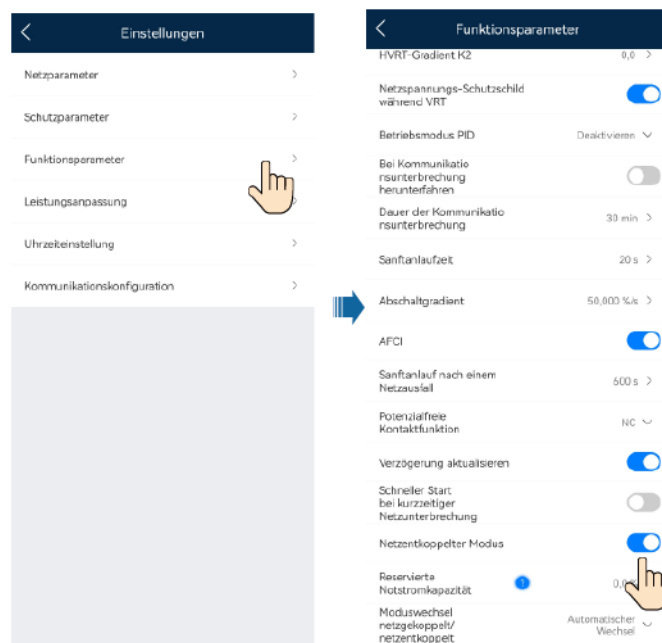 Einstellungen
Netzparameter
Schutzparameter
Funktionsparameter
Leistungsanpassung
Uhrzeiteinstellung
Kommunikationskonfiguration
Funktionsparameter
HVRT-Gradient K2 0,0
Netzspannungs-Schutzschild
während VRT
Betriebsmodus PID Deaktivieren
Bei Kommunikatio
nsunterbrechung
herunterfahren
Dauer der Kommunikatio
nsunterbrechung
30 min
Sanftanlaufzeit 20 s
Abschaltgradient 50,000 %/s
AFCI
Sanftanlauf nach einem
Netzausfall
600 s
Potenzialfreie
Kontaktfunktion
NC
Verzögerung aktualisieren
Schneller Start
bei kurzzeitiger
Netzunterbrechung
Netzentkoppelter Modus
Reservierte
Notstromkapazität
1
Moduswechsel
netzgekoppelt/
netzentkoppelt
Automatischer
Wechsel